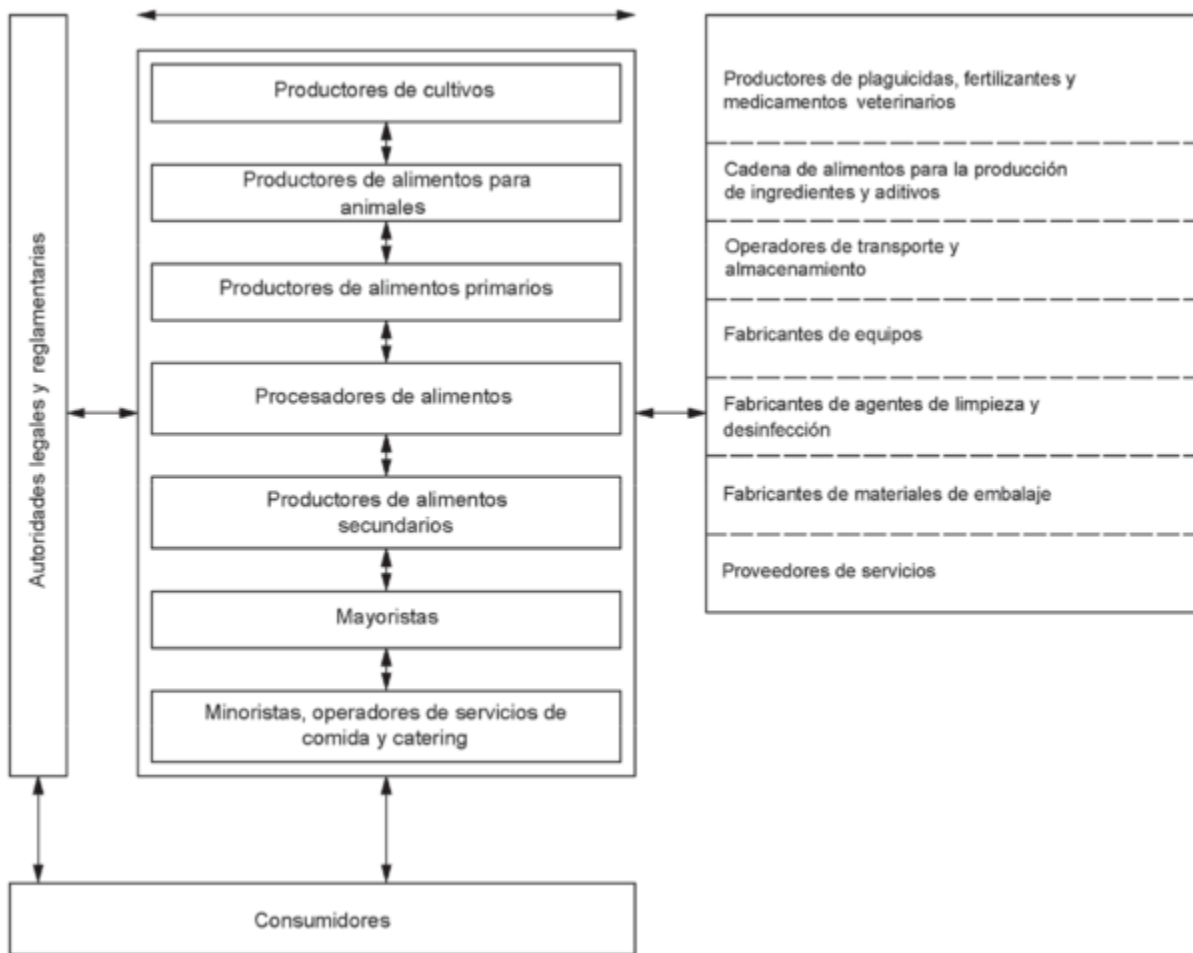 Autoridades legales y reglamentarias
Productores de cultivos
Productores de alimentos para
animales
Productores de alimentos primarios
Procesadores de alimentos
Productores de alimentos
secundarios
Mayoristas
Minoristas, operadores de servicios de
comida y catering
Productores de plaguicidas, fertilizantes y
medicamentos veterinarios
Cadena de alimentos para la producción
de ingredientes y aditivos
Operadores de transporte y
almacenamiento
Fabricantes de equipos
Fabricantes de agentes de limpieza y
desinfección
Fabricantes de materiales de embalaje
Proveedores de servicios
Consumidores